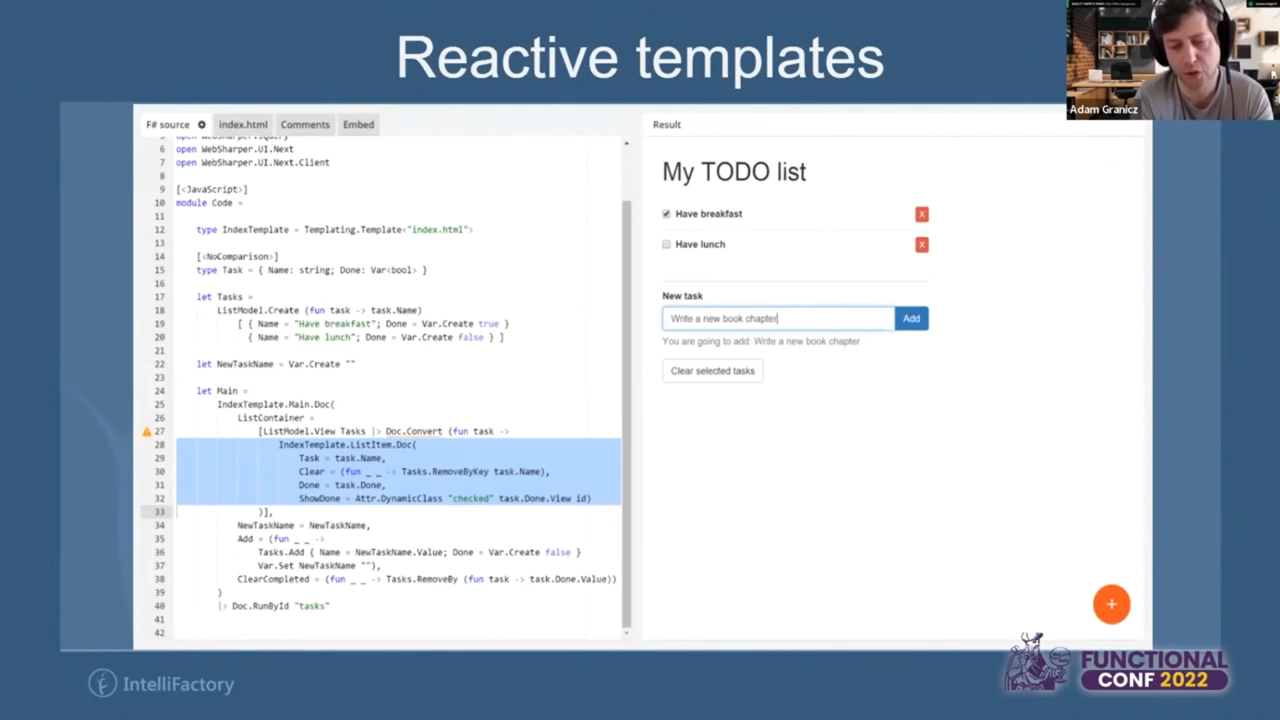 Reactive templates
Adam Granicz
F# source
index.html
Comments
Embed
Result
6 open WebSharper.UI.Next
7 open WebSharper.UI.Next.Client
8
9 [<JavaScript>]
10 module Code =
11
12 type IndexTemplate = Templating.Template<"index.html">
13
14 [<NoComparison>]
15 type Task = { Name: string; Done: Var<bool> }
16
17 let Tasks =
18 ListModel.Create (fun task -> task.Name)
19 [ { Name = "Have breakfast"; Done = Var.Create true }
20 { Name = "Have lunch"; Done = Var.Create false } ]
21
22 let NewTaskName = Var.Create ""
23
24 let Main =
25 IndexTemplate.Main.Doc(
26 ListContainer =
27 [ListModel.View Tasks |> Doc.Convert (fun task ->
28 IndexTemplate.ListItem.Doc(
29 Task = task.Name,
30 Clear = (fun _ _ -> Tasks.RemoveByKey task.Name),
31 Done = task.Done,
32 ShowDone = Attr.DynamicClass "checked" task.Done.View id)
33 )],
34 NewTaskName = NewTaskName,
35 Add = (fun _ _ ->
36 Tasks.Add { Name = NewTaskName.Value; Done = Var.Create false }
37 Var.Set NewTaskName ""),
38 ClearCompleted = (fun _ _ -> Tasks.RemoveBy (fun task -> task.Done.Value))
39 )
40 |> Doc.RunById "tasks"
41
42
My TODO list
Have breakfast X
Have lunch X
New task
Write a new book chapter Add
You are going to add: Write a new book chapter
Clear selected tasks
+
IntelliFactory
FUNCTIONAL
CONF 2022